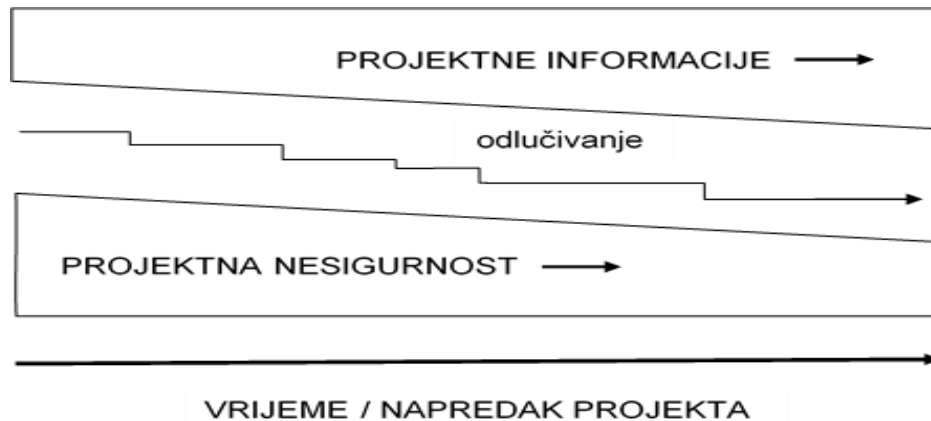 PROJEKTNE INFORMACIJE
odlučivanje
PROJEKTNA NESIGURNOST
VRIJEME / NAPREDAK PROJEKTA